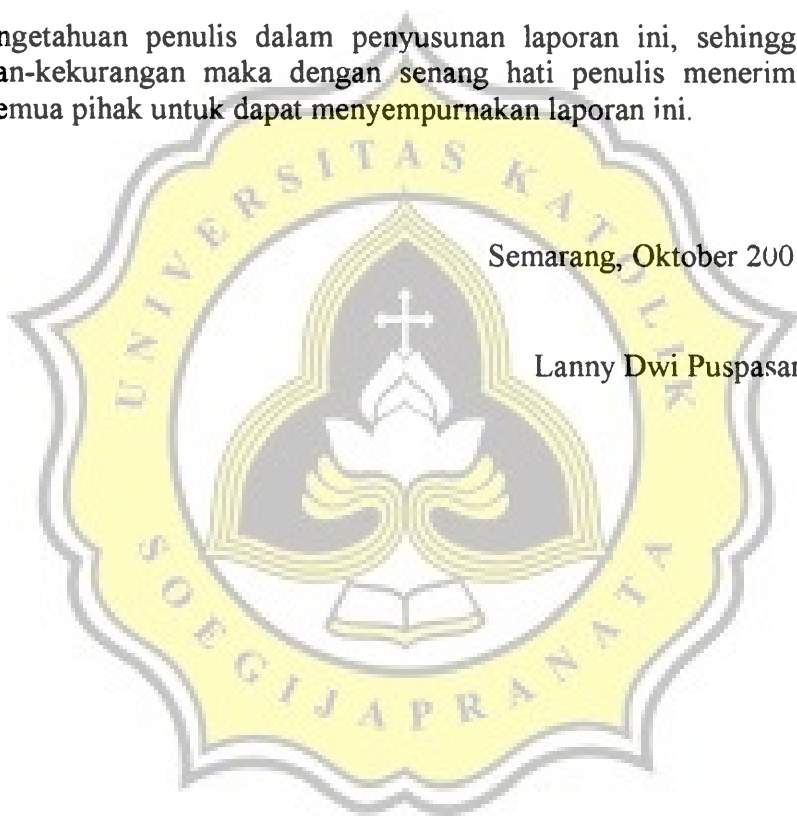 ngetahuan penulis dalam penyusunan laporan ini, sehingg
an-kekurangan maka dengan senang hati penulis menerim
emua pihak untuk dapat menyempurnakan laporan ini.
UNIVERSITAS KATOLIK
Semarang, Oktober 200
Lanny Dwi Puspasar
SOEGIJAPRANATA